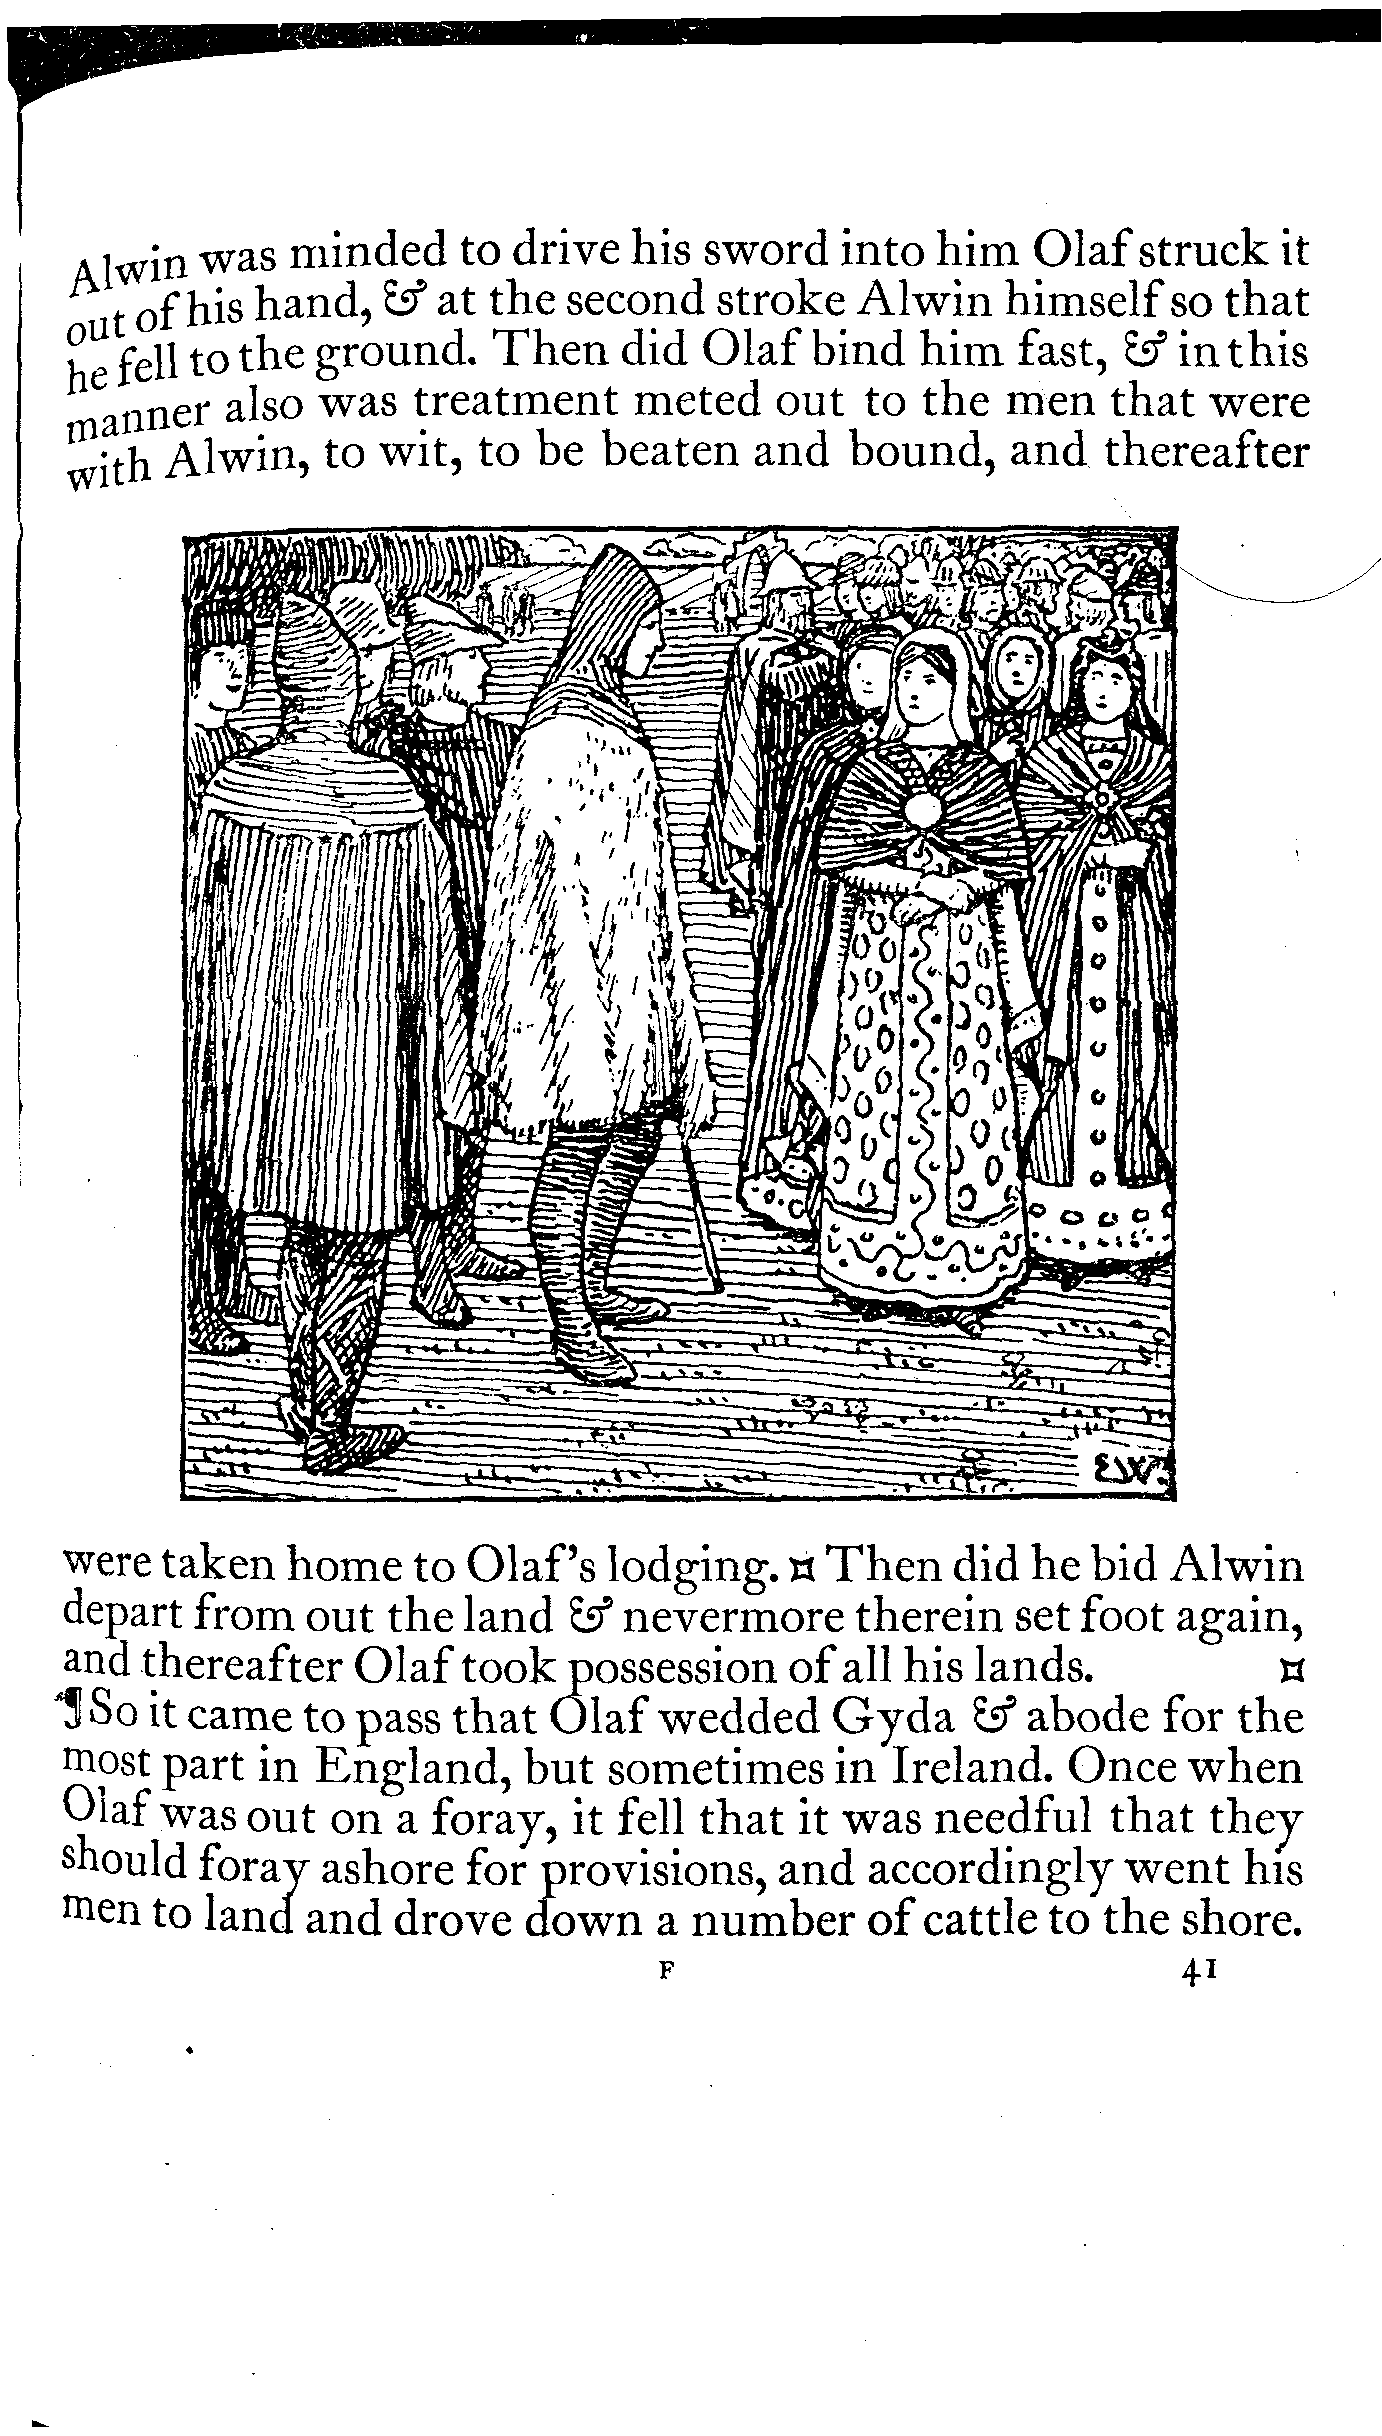 Alwin was minded to drive his sword into him Olaf struck it
out of his hand, & at the second stroke Alwin himself so that
he fell to the ground. Then did Olaf bind him fast, & in this
manner also was treatment meted out to the men that were
with Alwin, to wit, to be beaten and bound, and thereafter
EW.
were taken home to Olaf's lodging. ¤ Then did he bid Alwin
depart from out the land & nevermore therein set foot again,
and thereafter Olaf took possession of all his lands. ¤
¶ So it came to pass that Olaf wedded Gyda & abode for the
most part in England, but sometimes in Ireland. Once when
Olaf was out on a foray, it fell that it was needful that they
should foray ashore for provisions, and accordingly went his
men to land and drove down a number of cattle to the shore.
F 41